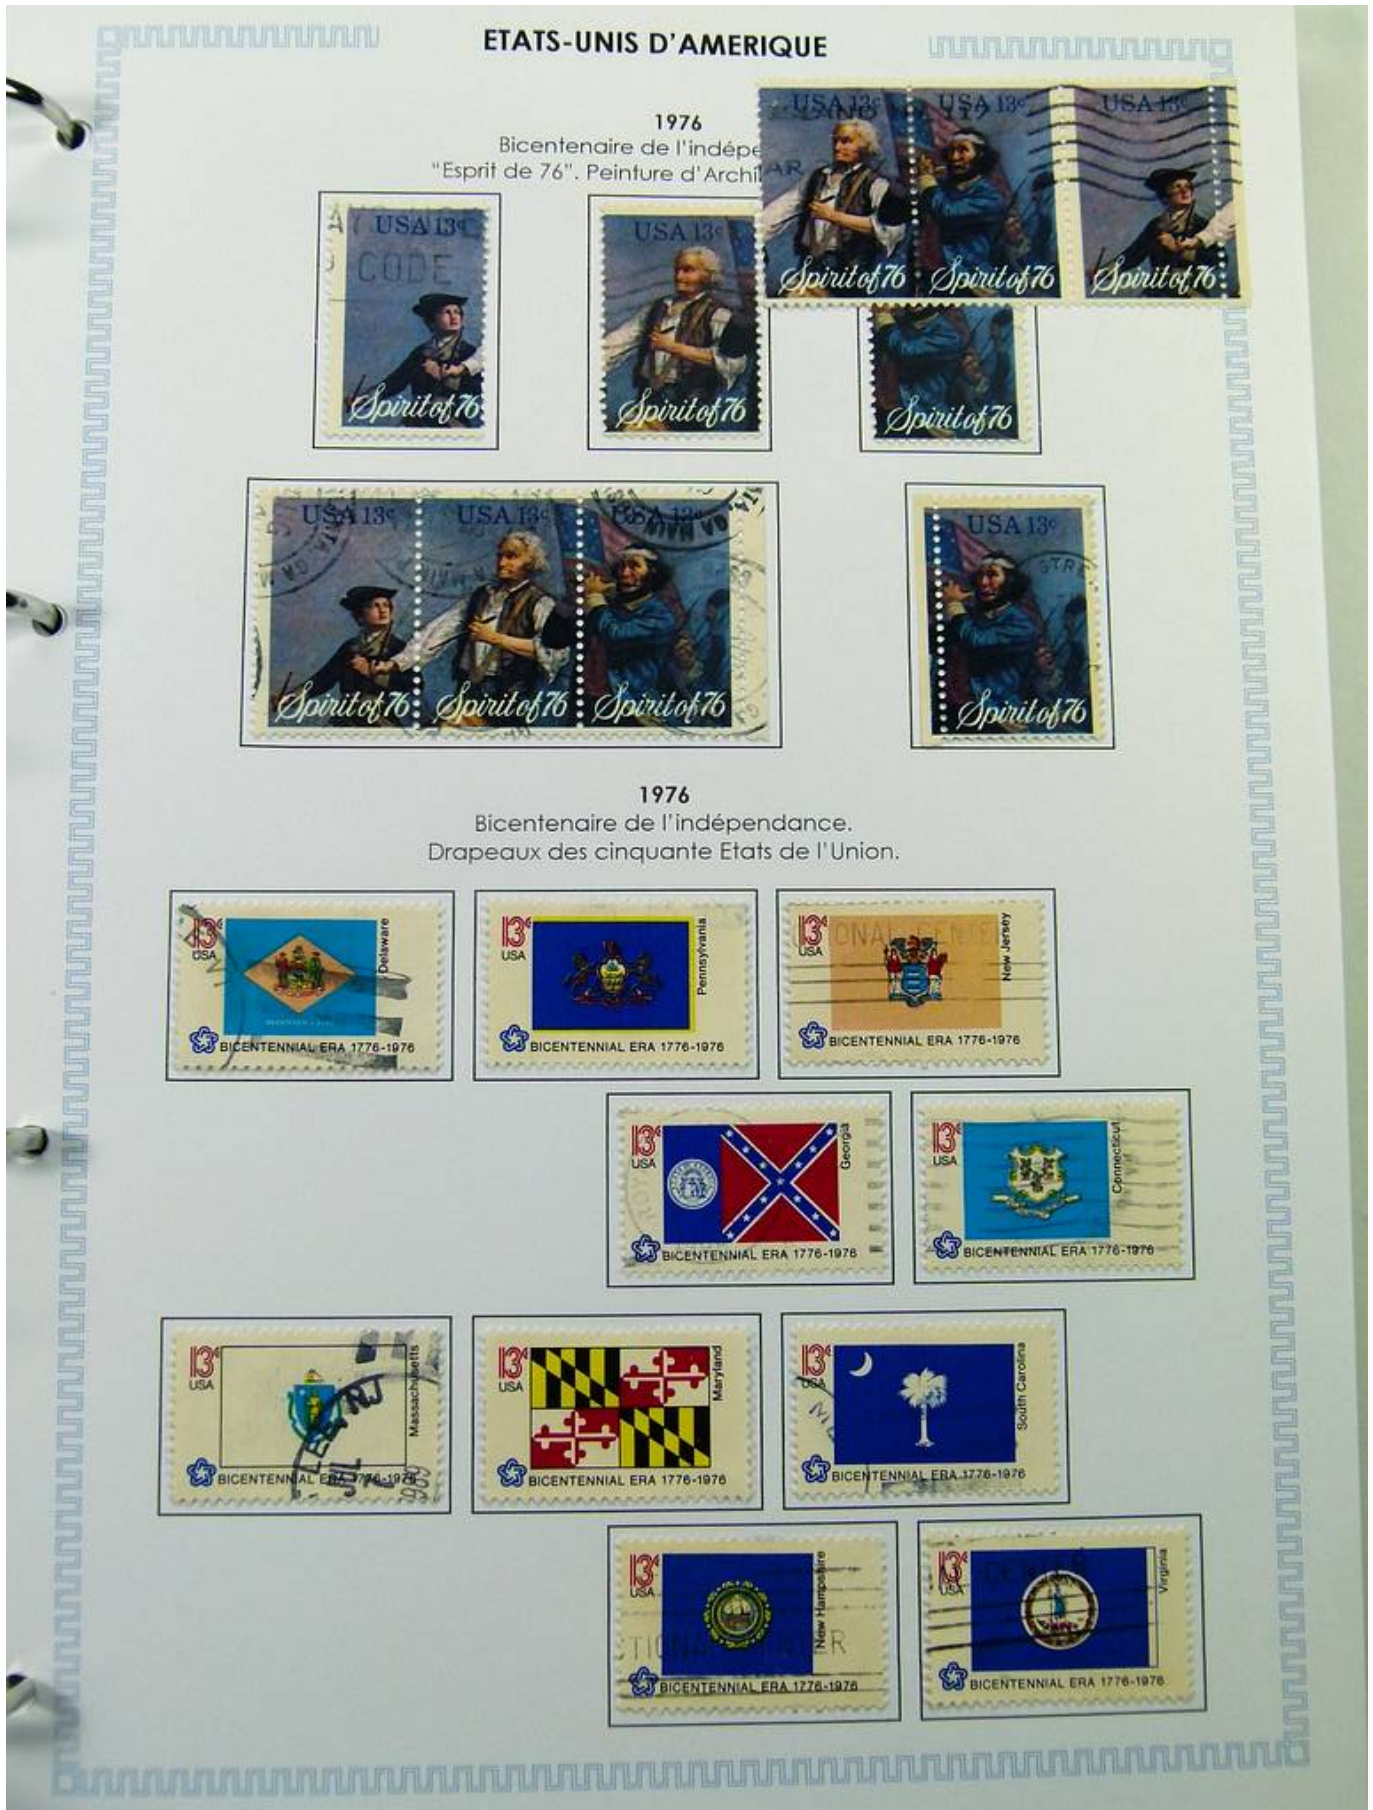 ETATS-UNIS D'AMERIQUE
1976
Bicentenaire de l'indépe
"Esprit de 76". Peinture d'Archi
USA 13c
Spirit of 76
USA 13c
Spirit of 76
USA 13c
Spirit of 76
CODE
USA 13c
Spirit of 76
USA 13c
Spirit of 76
Spirit of 76
USA 13c
Spirit of 76
USA 13c
Spirit of 76
USA 13c
Spirit of 76
USA 13c
Spirit of 76
1976
Bicentenaire de l'indépendance.
Drapeaux des cinquante Etats de l'Union.
13c
USA
Delaware
BICENTENNIAL ERA 1776-1976
13c
USA
Pennsylvania
BICENTENNIAL ERA 1776-1976
13c
USA
New Jersey
BICENTENNIAL ERA 1776-1976
13c
USA
Georgia
BICENTENNIAL ERA 1776-1976
13c
USA
Connecticut
BICENTENNIAL ERA 1776-1976
13c
USA
Massachusetts
BICENTENNIAL ERA 1776-1976
JUL
13c
USA
Maryland
BICENTENNIAL ERA 1776-1976
13c
USA
South Carolina
BICENTENNIAL ERA 1776-1976
13c
USA
New Hampshire
BICENTENNIAL ERA 1776-1976
13c
USA
Virginia
CENTER
BICENTENNIAL ERA 1776-1976